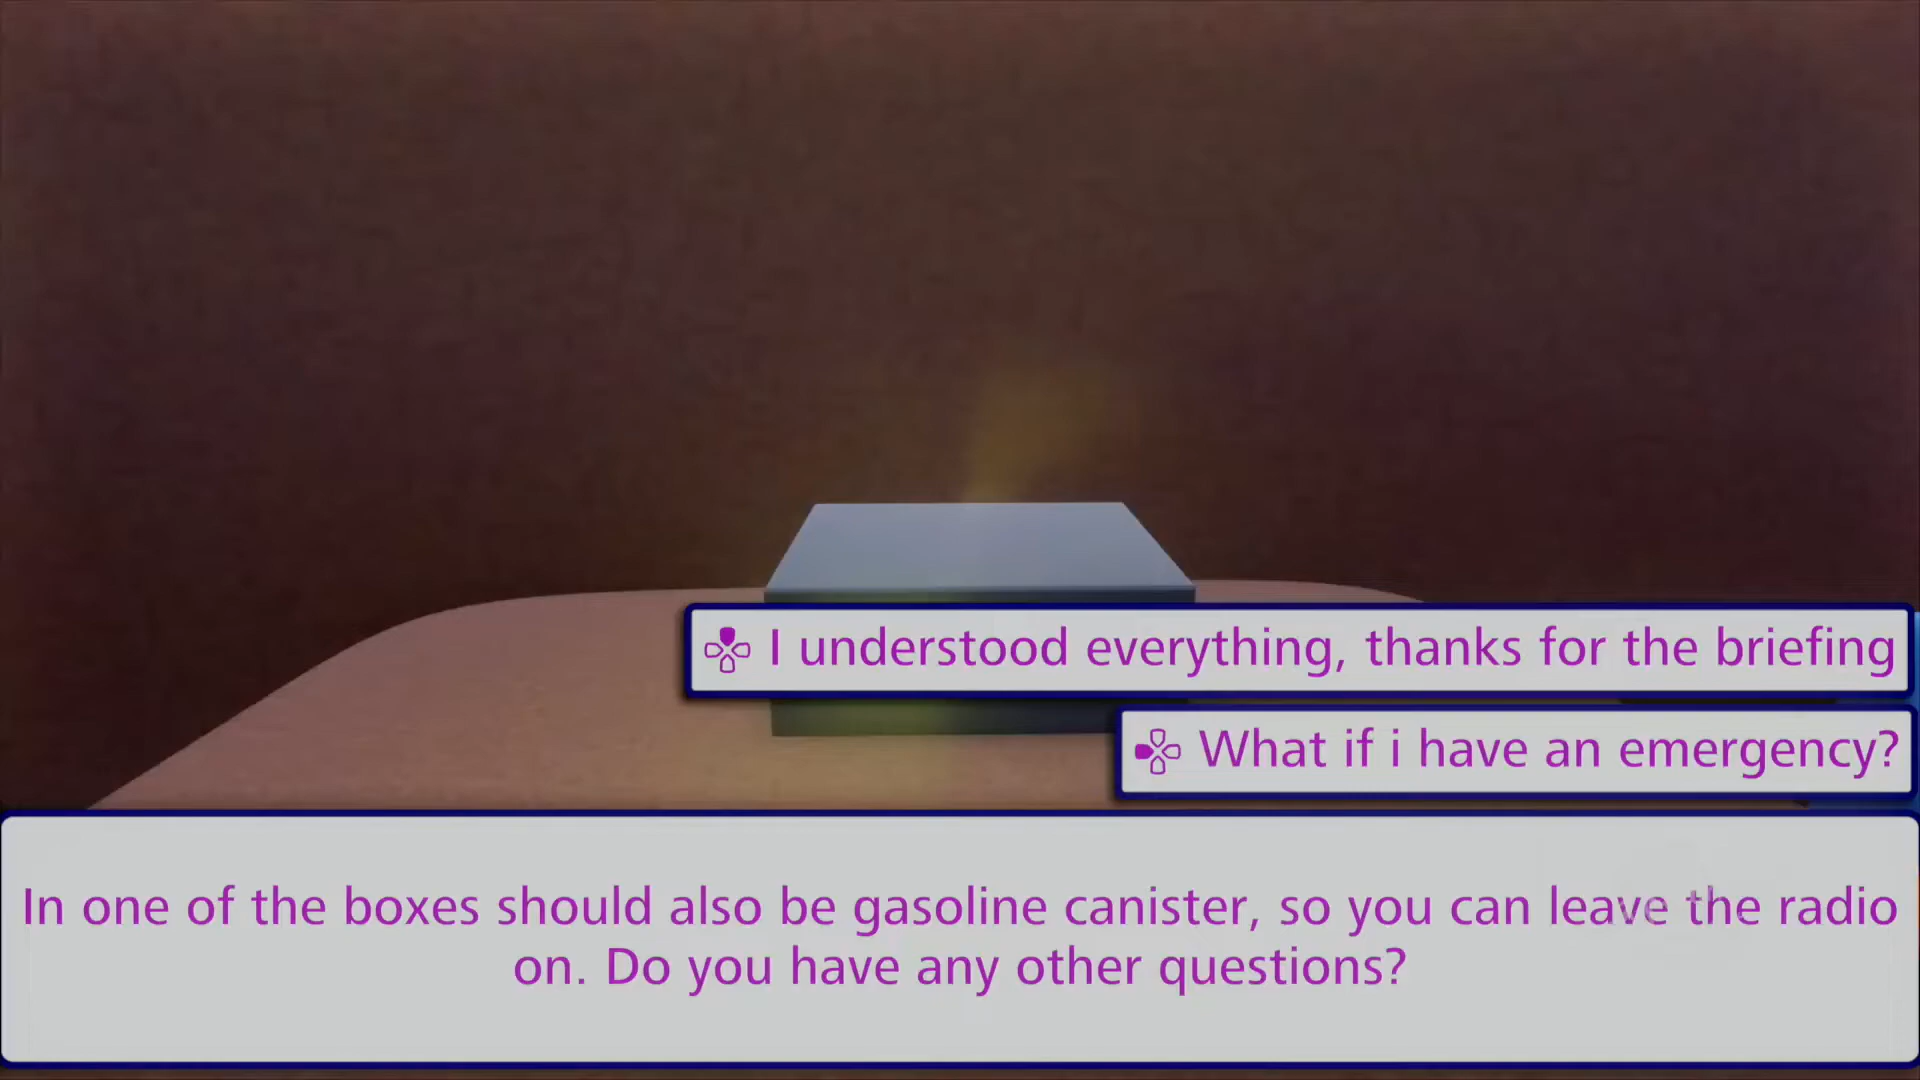 I understood everything, thanks for the briefing
What if i have an emergency?
In one of the boxes should also be gasoline canister, so you can leave the radio
on. Do you have any other questions?